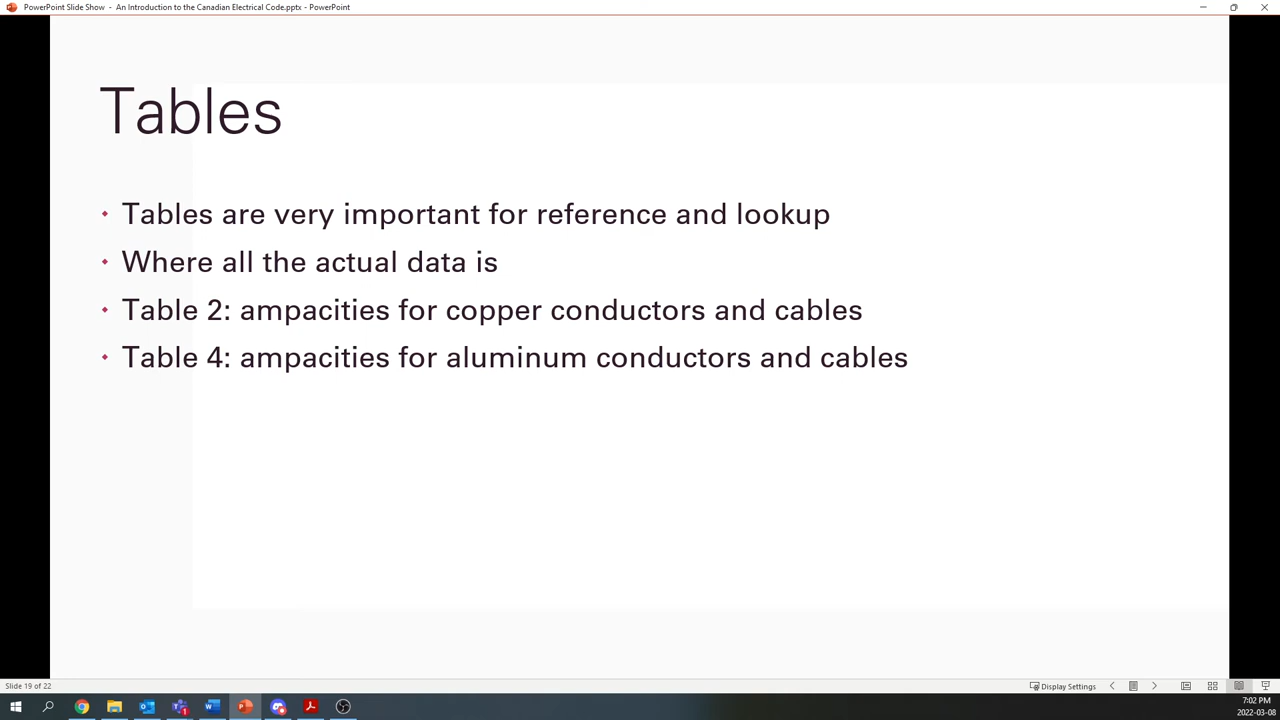 PowerPoint Slide Show - An Introduction to the Canadian Electrical Code.pptx - PowerPoint
Tables
Tables are very important for reference and lookup
Where all the actual data is
Table 2: ampacities for copper conductors and cables
Table 4: ampacities for aluminum conductors and cables
Slide 19 of 22
Display Settings
7:02 PM
2022-03-08